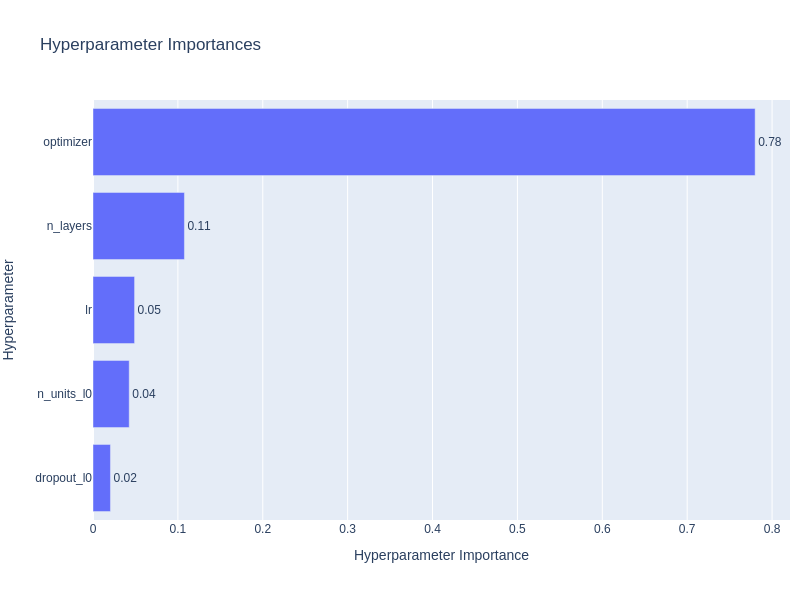 Hyperparameter Importances
optimizer
0.78
n_layers
0.11
lr
0.05
n_units_l0
0.04
dropout_l0
0.02
0
0.1
0.2
0.3
0.4
0.5
0.6
0.7
0.8
Hyperparameter Importance
Hyperparameter